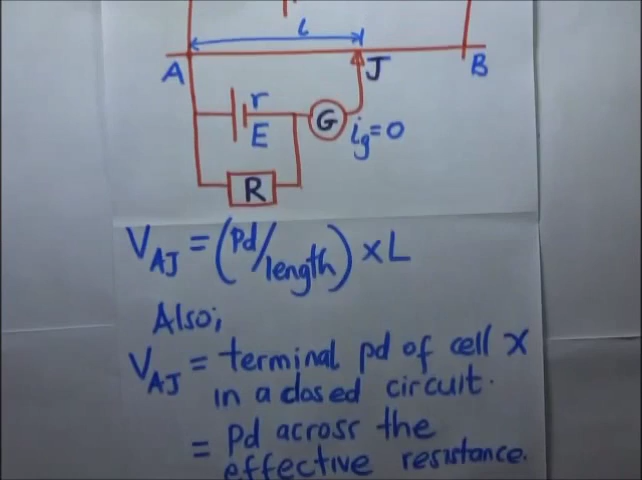 L
A
J
B
r
E
G
ig=0
R
VAJ = (Pd/length) × L
Also;
VAJ = terminal pd of cell X
in a closed circuit.
= Pd across the
effective resistance.